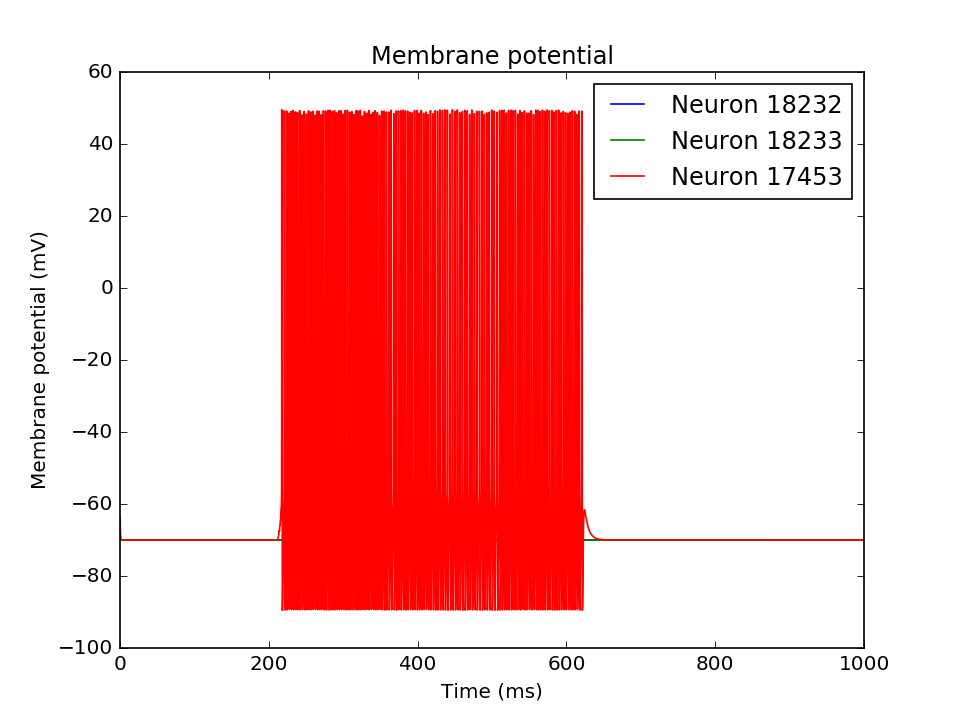 Membrane potential
Neuron 18232
Neuron 18233
Neuron 17453
Membrane potential (mV)
60
40
20
0
−20
−40
−60
−80
−100
0 200 400 600 800 1000
Time (ms)